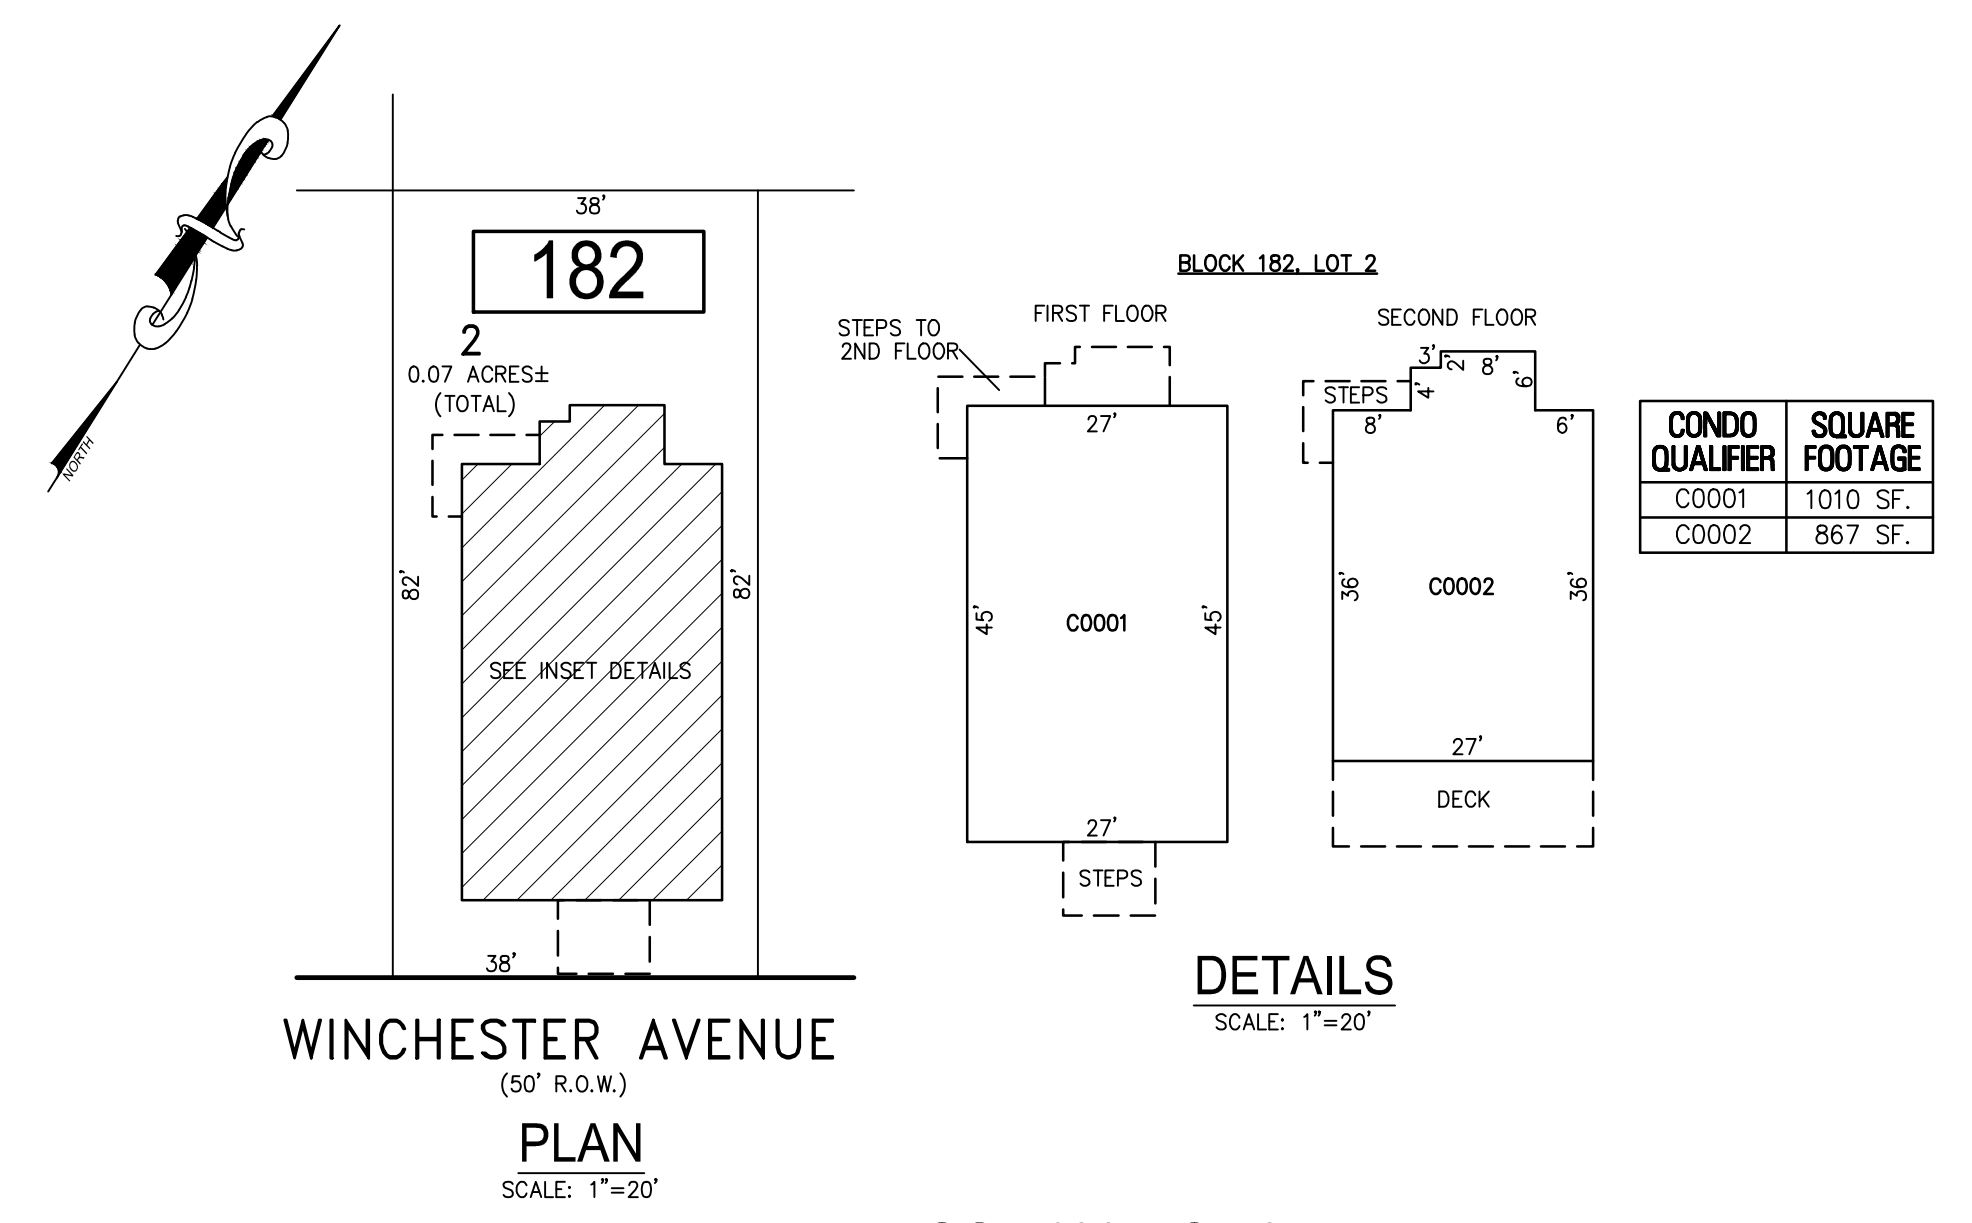 NORTH
38'
182
2
0.07 ACRES±
(TOTAL)
82'
82'
SEE INSET DETAILS
38'
WINCHESTER AVENUE
(50' R.O.W.)
PLAN
SCALE: 1"=20'
BLOCK 182, LOT 2
FIRST FLOOR
STEPS TO
2ND FLOOR
27'
45'
45'
C0001
27'
STEPS
SECOND FLOOR
3'
2'
8'
4'
6'
STEPS
8'
6'
36'
36'
C0002
27'
DECK
DETAILS
SCALE: 1"=20'
CONDO QUALIFIER SQUARE FOOTAGE
C0001 1010 SF.
C0002 867 SF.